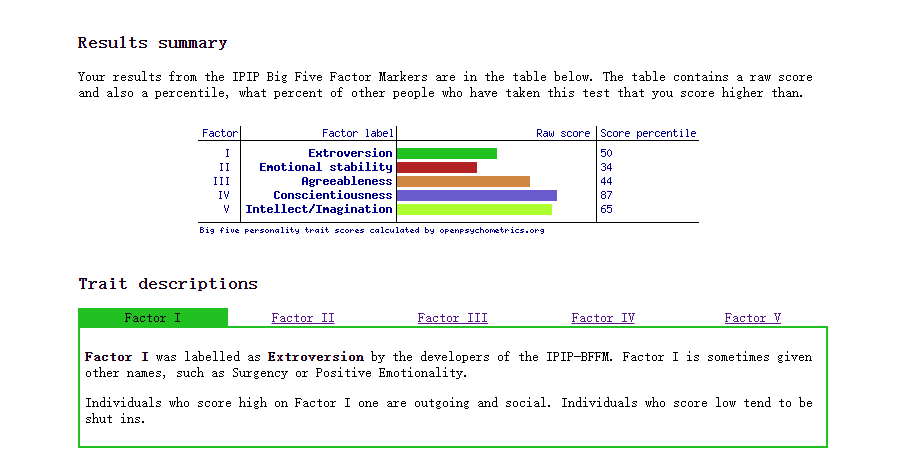 Results summary
Your results from the IPIP Big Five Factor Markers are in the table below. The table contains a raw score
and also a percentile, what percent of other people who have taken this test that you score higher than.
Factor Factor label Raw score Score percentile
I Extroversion 50
II Emotional stability 34
III Agreeableness 44
IV Conscientiousness 87
V Intellect/Imagination 65
Big five personality trait scores calculated by openpsychometrics.org
Trait descriptions
Factor I Factor II Factor III Factor IV Factor V
Factor I was labelled as Extroversion by the developers of the IPIP-BFFM. Factor I is sometimes given
other names, such as Surgency or Positive Emotionality.
Individuals who score high on Factor I one are outgoing and social. Individuals who score low tend to be
shut ins.